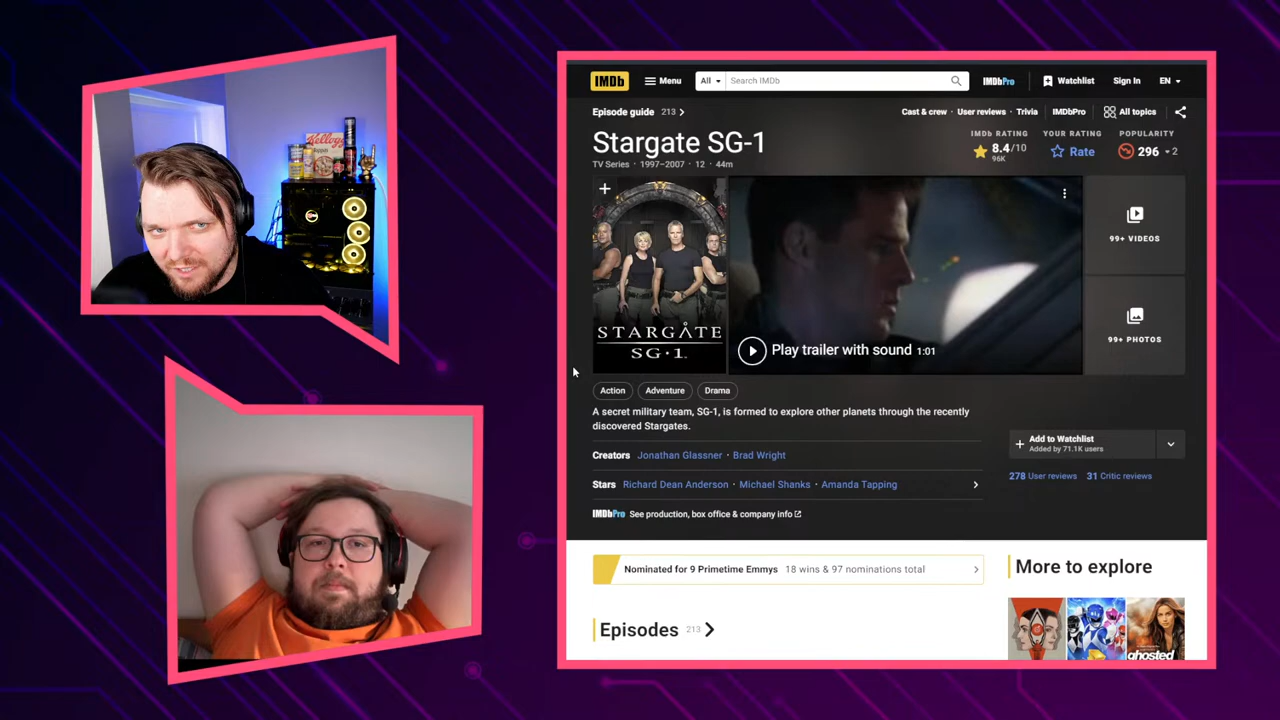 Kellogg's
IMDb
Menu
All
Search IMDb
IMDbPro
Watchlist
Sign In
EN
Episode guide 213
Cast & crew · User reviews · Trivia
IMDbPro
All topics
Stargate SG-1
TV Series · 1997–2007 · 12 · 44m
IMDb RATING
8.4/10
96K
YOUR RATING
Rate
POPULARITY
296 2
STARGATE
SG·1
Play trailer with sound 1:01
99+ VIDEOS
99+ PHOTOS
Action
Adventure
Drama
A secret military team, SG-1, is formed to explore other planets through the recently
discovered Stargates.
Creators Jonathan Glassner · Brad Wright
Stars Richard Dean Anderson · Michael Shanks · Amanda Tapping
IMDbPro See production, box office & company info
Add to Watchlist
Added by 71.1K users
278 User reviews
31 Critic reviews
Nominated for 9 Primetime Emmys 18 wins & 97 nominations total
Episodes 213
More to explore
ghosted